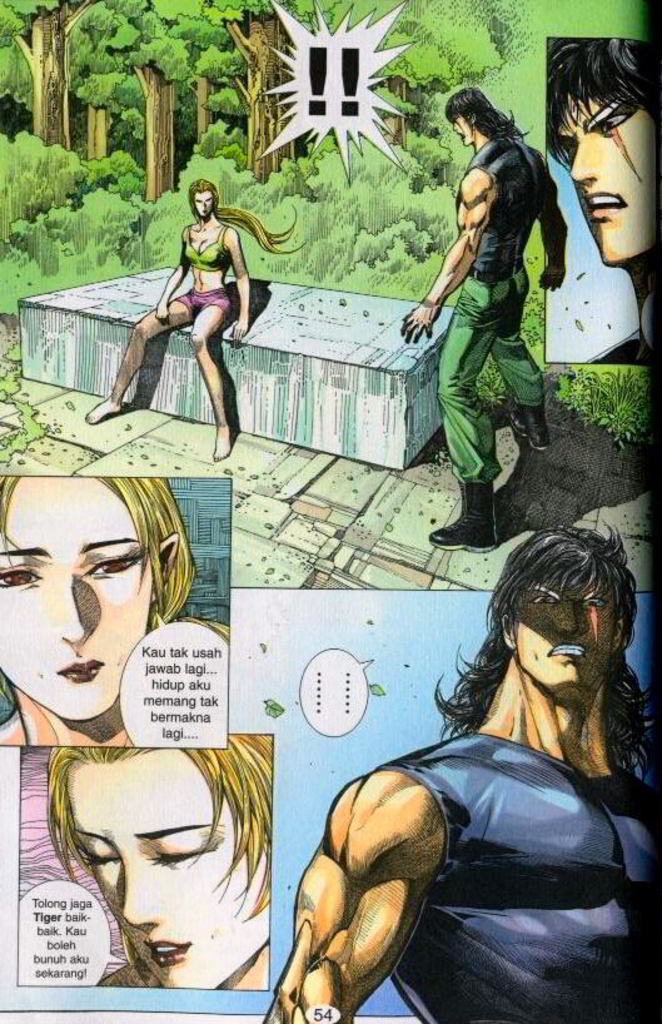 !!
Kau tak usah
jawab lagi...
hidup aku
memang tak
bermakna
lagi....
......
......
Tolong jaga
Tiger baik-
baik. Kau
boleh
bunuh aku
sekarang!
54